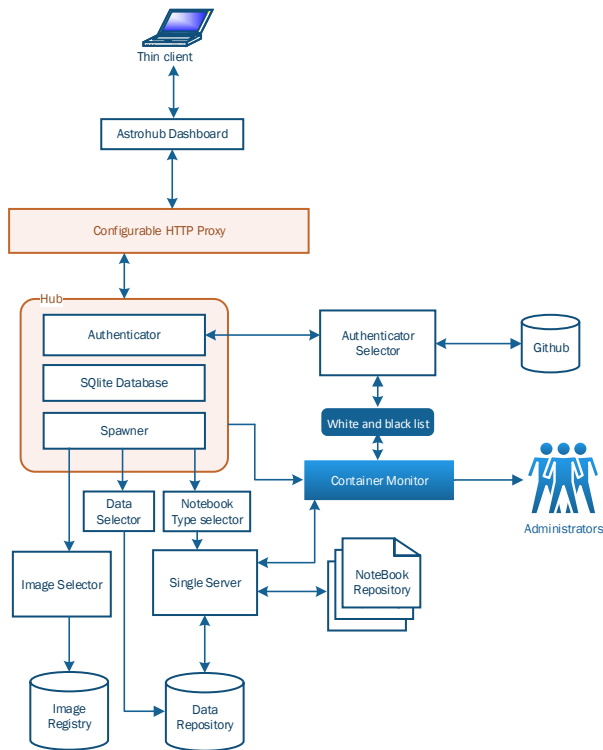 Thin client
Astrohub Dashboard
Configurable HTTP Proxy
Hub
Authenticator
SQlite Database
Spawner
Authenticator
Selector
Github
White and black list
Container Monitor
Administrators
Data
Selector
Notebook
Type selector
Image Selector
Single Server
NoteBook
Repository
Image
Registry
Data
Repository